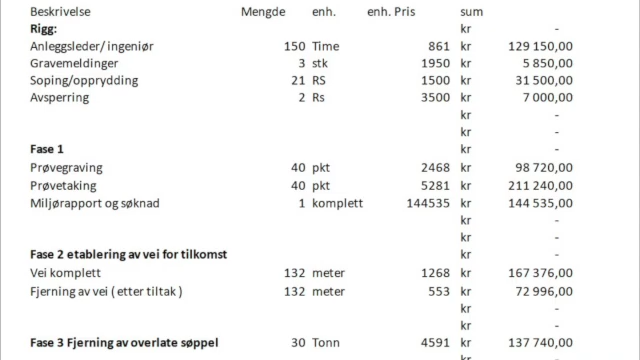 Beskrivelse Mengde enh. enh. Pris sum
Rigg: kr -
Anleggsleder/ingeniør 150 Time 861 kr 129 150,00
Gravemeldinger 3 stk 1950 kr 5 850,00
Soping/opprydding 21 RS 1500 kr 31 500,00
Avsperring 2 Rs 3500 kr 7 000,00
kr -
kr -
Fase 1 kr -
Prøvegraving 40 pkt 2468 kr 98 720,00
Prøvetaking 40 pkt 5281 kr 211 240,00
Miljørapport og søknad 1 komplett 144535 kr 144 535,00
kr -
kr -
Fase 2 etablering av vei for tilkomst kr -
Vei komplett 132 meter 1268 kr 167 376,00
Fjerning av vei ( etter tiltak ) 132 meter 553 kr 72 996,00
kr -
kr -
Fase 3 Fjerning av overlate søppel 30 Tonn 4591 kr 137 740,00
kr -